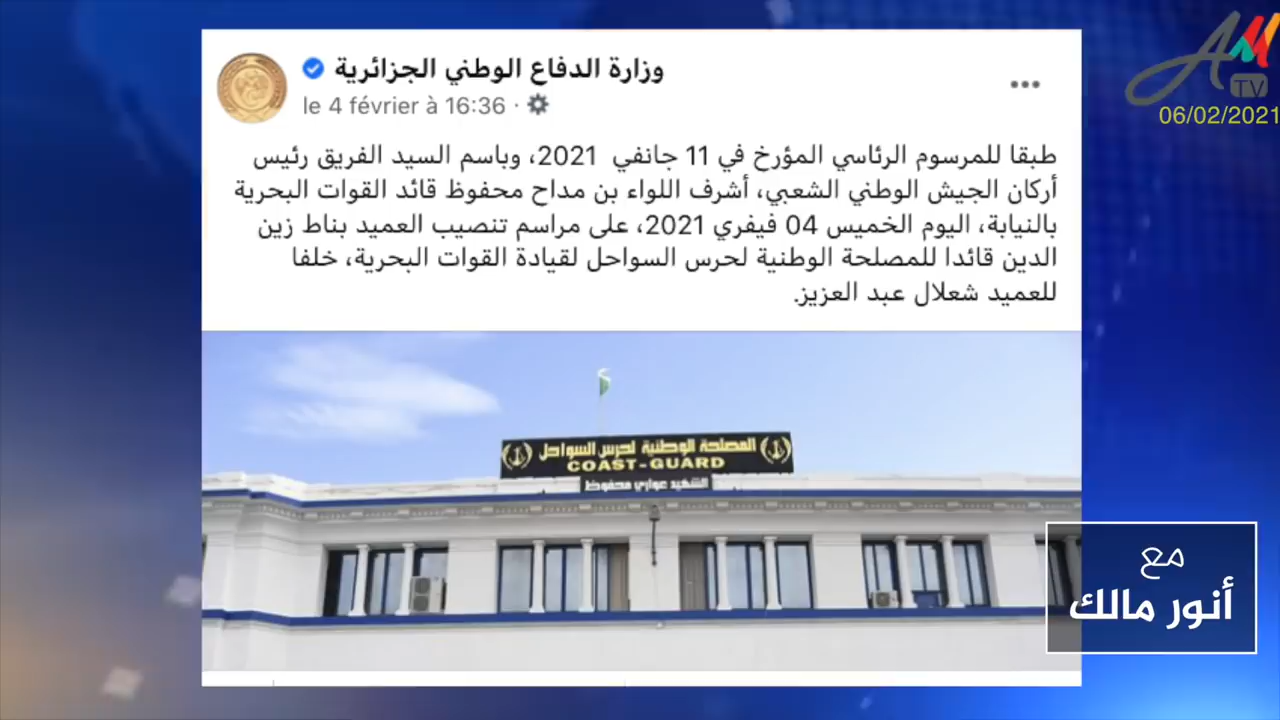 وزارة الدفاع الوطني الجزائرية
le 4 février à 16:36 ·
AM
TV
06/02/2021
طبقا للمرسوم الرئاسي المؤرخ في 11 جانفي 2021، وباسم السيد الفريق رئيس
أركان الجيش الوطني الشعبي، أشرف اللواء بن مداح محفوظ قائد القوات البحرية
بالنيابة، اليوم الخميس 04 فيفري 2021، على مراسم تنصيب العميد بناط زين
الدين قائدا للمصلحة الوطنية لحرس السواحل لقيادة القوات البحرية، خلفا
للعميد شعلال عبد العزيز.
المصلحة الوطنية لحرس السواحل
COAST-GUARD
الشهيد عواري محفوظ
مع
أنور مالك